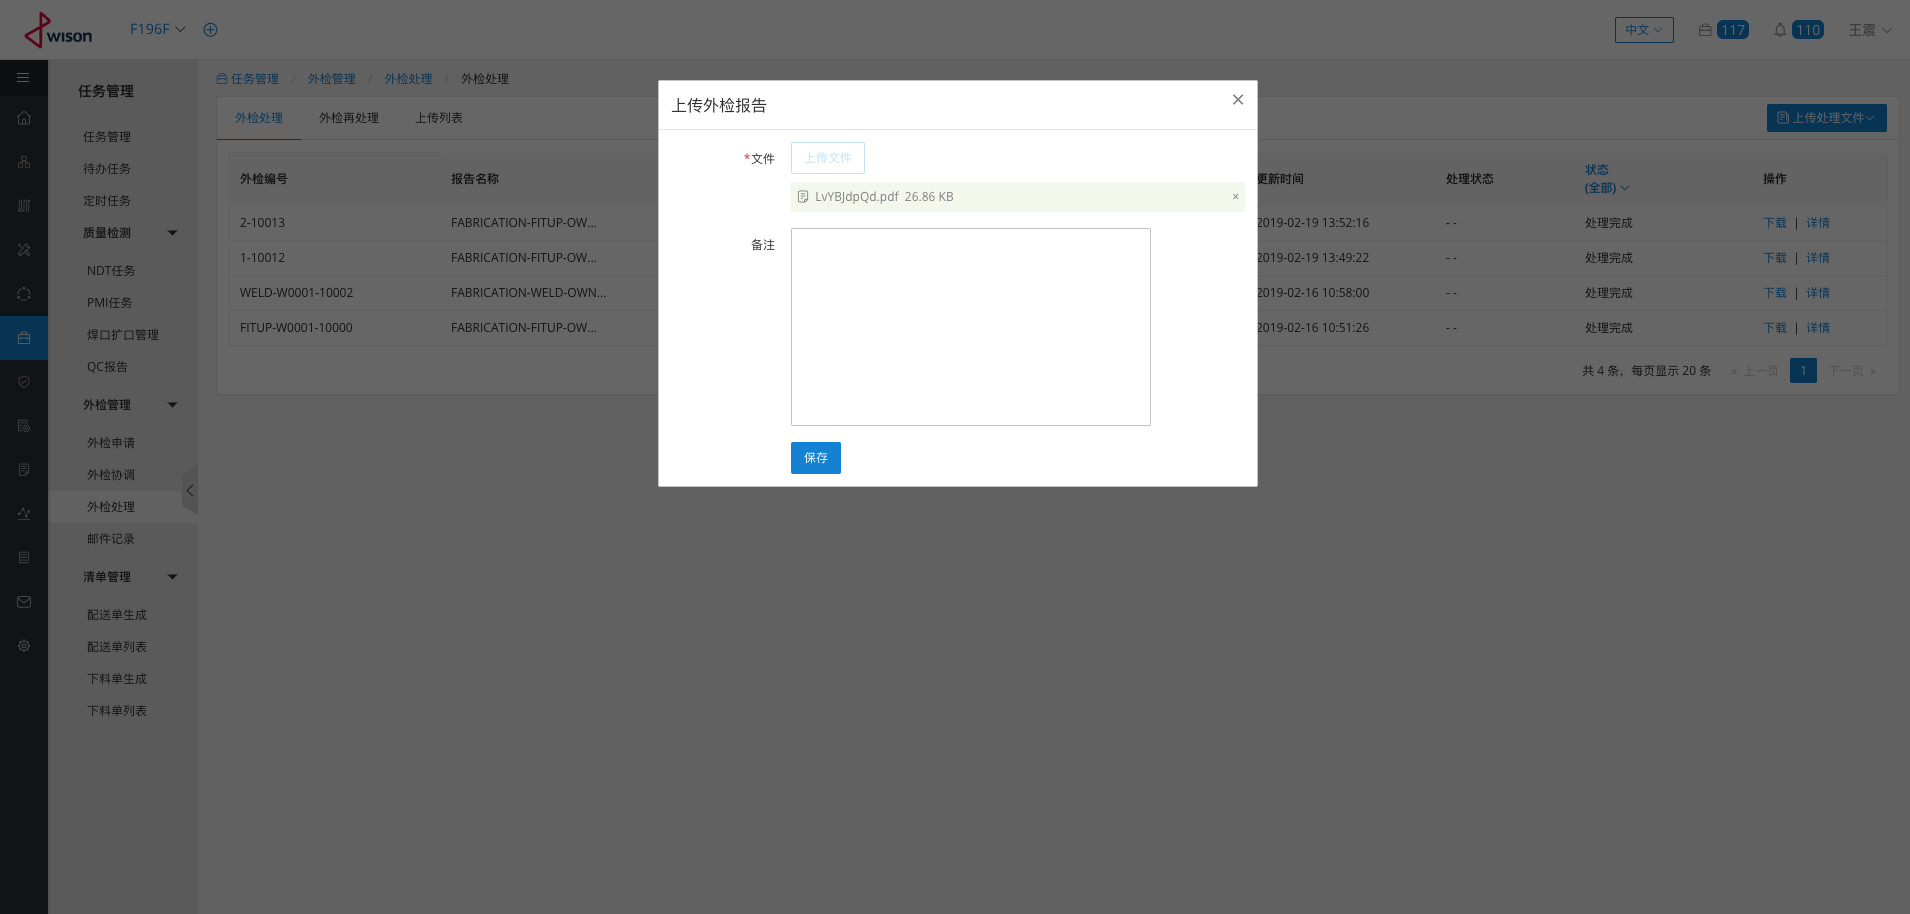 wison
F196F
中文
117
110
王震
任务管理
任务管理
待办任务
定时任务
质量检测
NDT任务
PMI任务
焊口扩口管理
QC报告
外检管理
外检申请
外检协调
外检处理
邮件记录
清单管理
配送单生成
配送单列表
下料单生成
下料单列表
任务管理 / 外检管理 / 外检处理 / 外检处理
外检处理 外检再处理 上传列表
上传处理文件
外检编号 报告名称 更新时间 处理状态 状态 (全部) 操作
2-10013 FABRICATION-FITUP-OW... 2019-02-19 13:52:16 - - 处理完成 下载 | 详情
1-10012 FABRICATION-FITUP-OW... 2019-02-19 13:49:22 - - 处理完成 下载 | 详情
WELD-W0001-10002 FABRICATION-WELD-OWN... 2019-02-16 10:58:00 - - 处理完成 下载 | 详情
FITUP-W0001-10000 FABRICATION-FITUP-OW... 2019-02-16 10:51:26 - - 处理完成 下载 | 详情
共 4 条，每页显示 20 条 « 上一页 1 下一页 »
上传外检报告
×
*文件 上传文件
LvYBJdpQd.pdf 26.86 KB ×
备注
保存